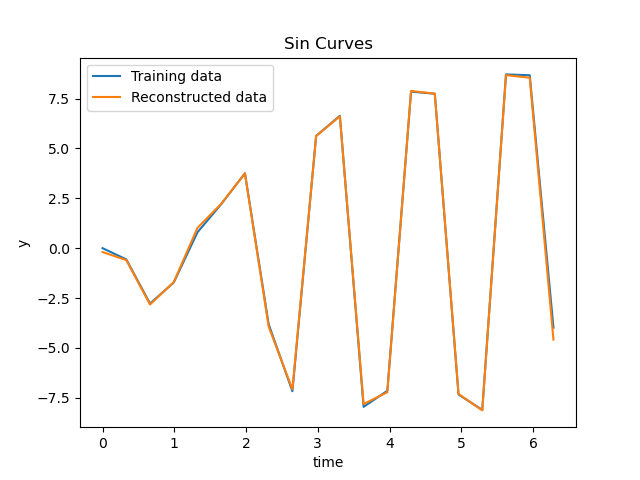 Sin Curves
Training data
Reconstructed data
7.5
5.0
2.5
0.0
−2.5
−5.0
−7.5
y
0 1 2 3 4 5 6
time